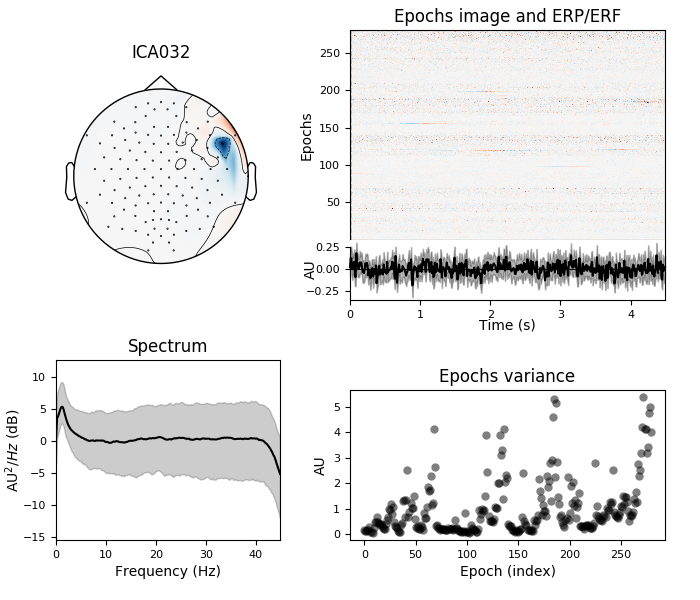 ICA032
Epochs image and ERP/ERF
Epochs
250
200
150
100
50
AU
0.25
0.00
−0.25
0 1 2 3 4
Time (s)
Spectrum
AU²/Hz (dB)
10
5
0
−5
−10
−15
0 10 20 30 40
Frequency (Hz)
Epochs variance
AU
5
4
3
2
1
0
0 50 100 150 200 250
Epoch (index)